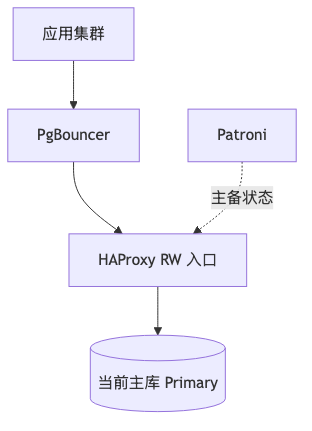 应用集群
PgBouncer
Patroni
主备状态
HAProxy RW 入口
当前主库 Primary